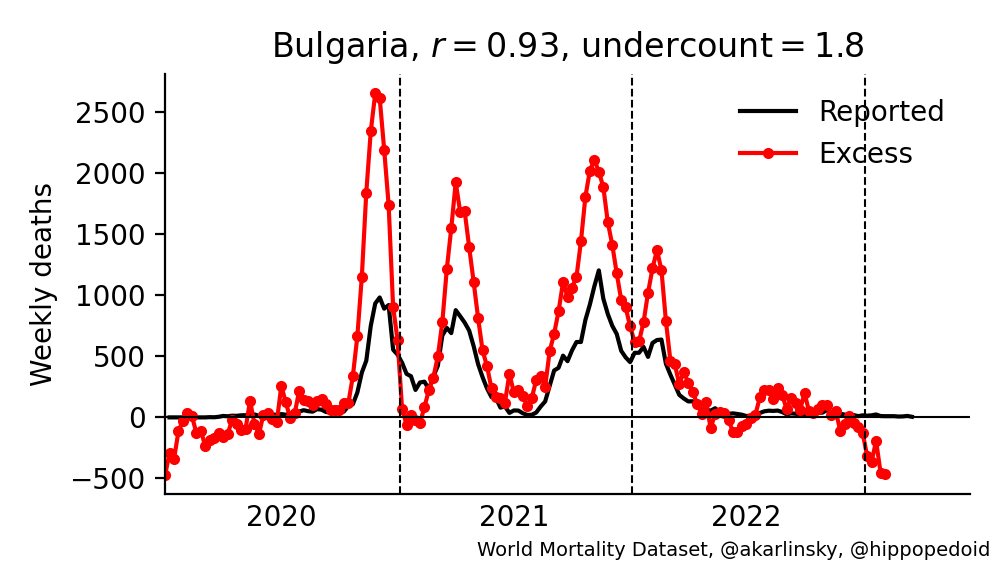 Bulgaria, r = 0.93, undercount = 1.8
Reported
Excess
Weekly deaths
2500
2000
1500
1000
500
0
−500
2020 2021 2022
World Mortality Dataset, @akarlinsky, @hippopedoid